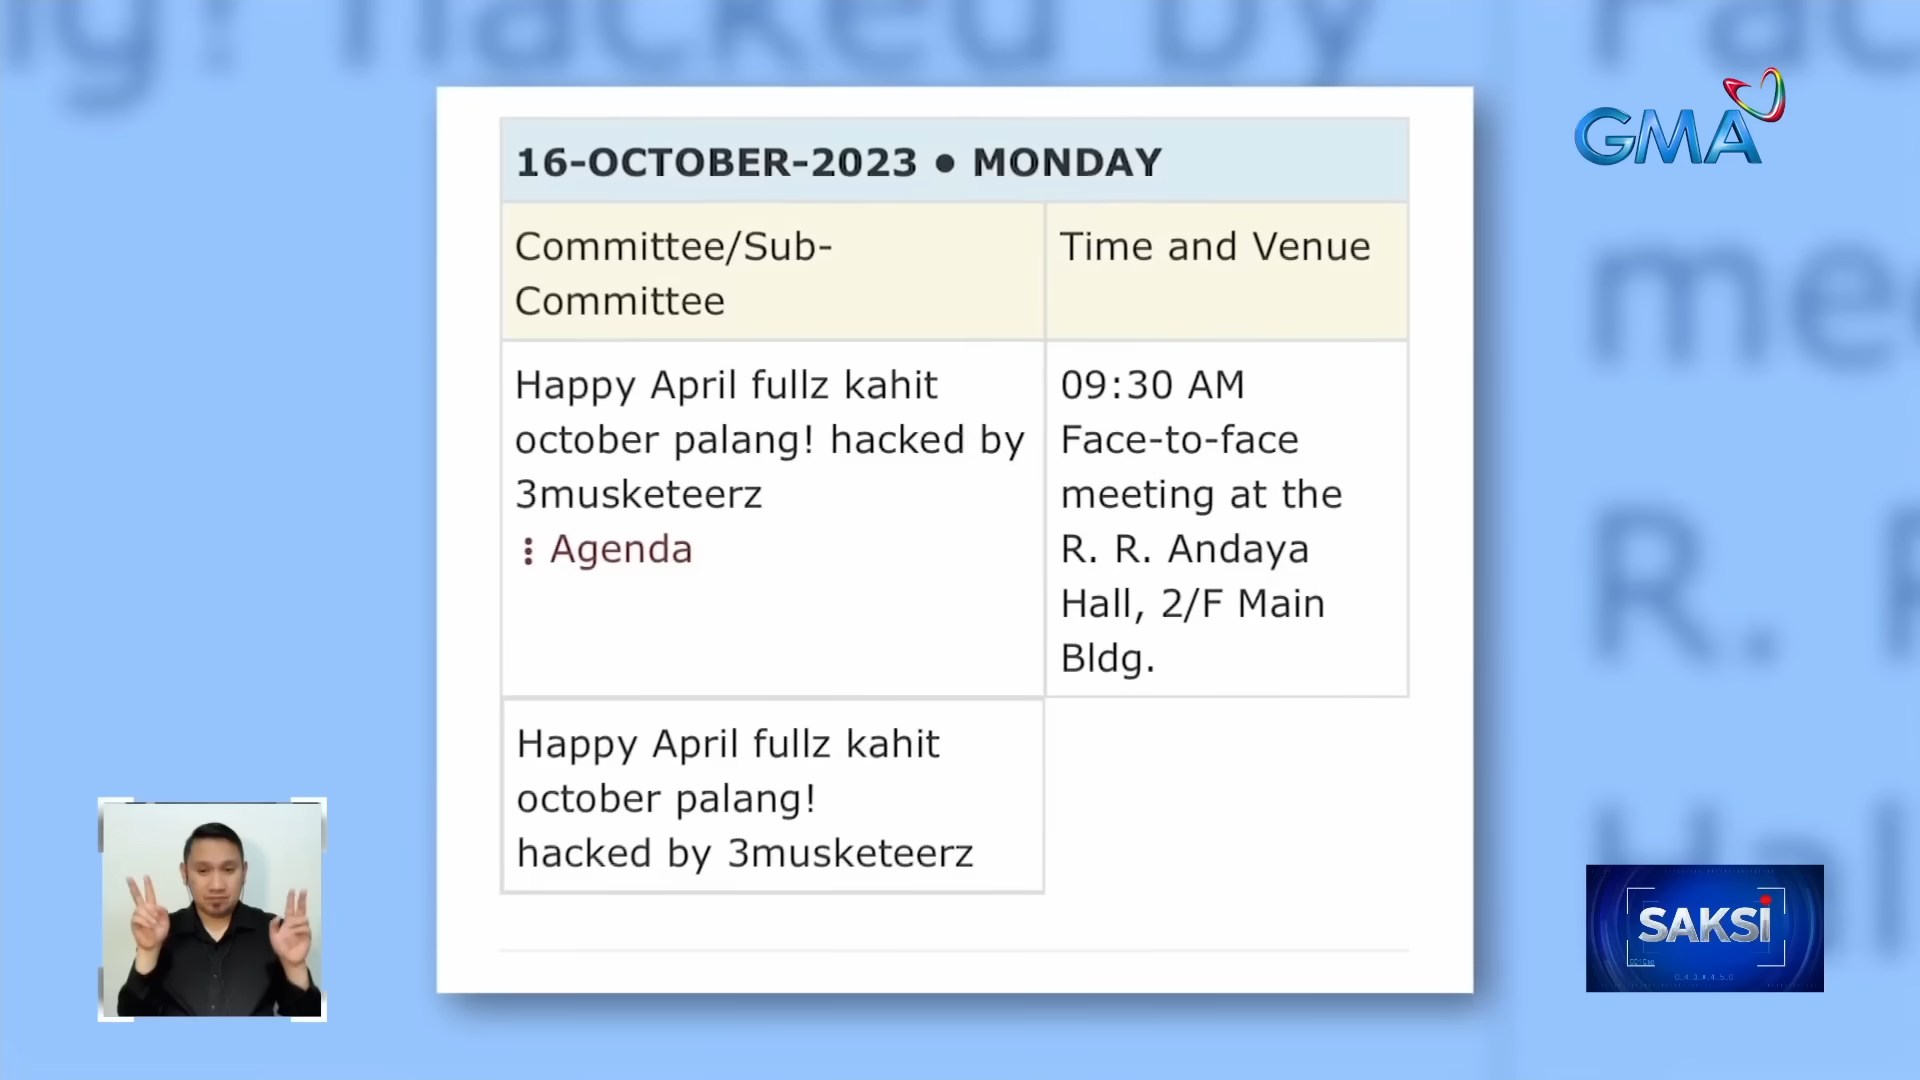 GMA
16-OCTOBER-2023 ● MONDAY
Committee/Sub-
Committee
Time and Venue
Happy April fullz kahit
october palang! hacked by
3musketeerz
⋮ Agenda
09:30 AM
Face-to-face
meeting at the
R. R. Andaya
Hall, 2/F Main
Bldg.
Happy April fullz kahit
october palang!
hacked by 3musketeerz
SAKSI